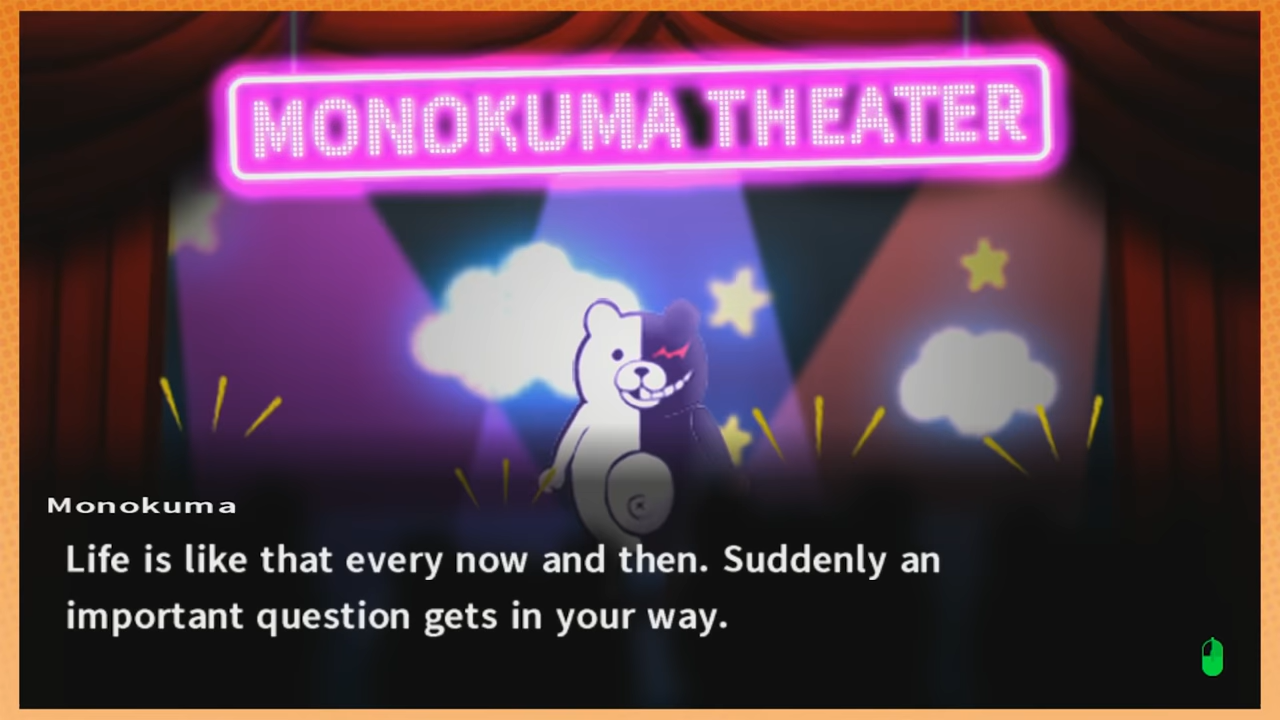 MONOKUMA THEATER
Monokuma
Life is like that every now and then. Suddenly an
important question gets in your way.